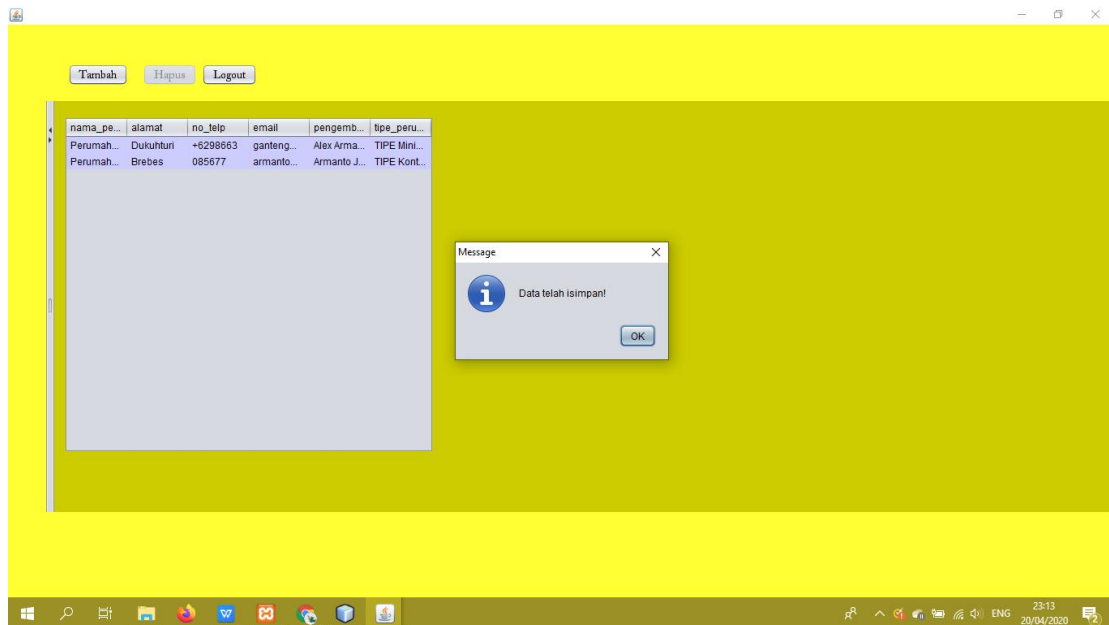 Tambah Hapus Logout
nama_pe... alamat no_telp email pengemb... tipe_peru...
Perumah... Dukuhturi +6298663 ganteng... Alex Arma... TIPE Mini...
Perumah... Brebes 085677 armanto... Armanto J... TIPE Kont...
Message
Data telah isimpan!
OK
ENG
23:13
20/04/2020